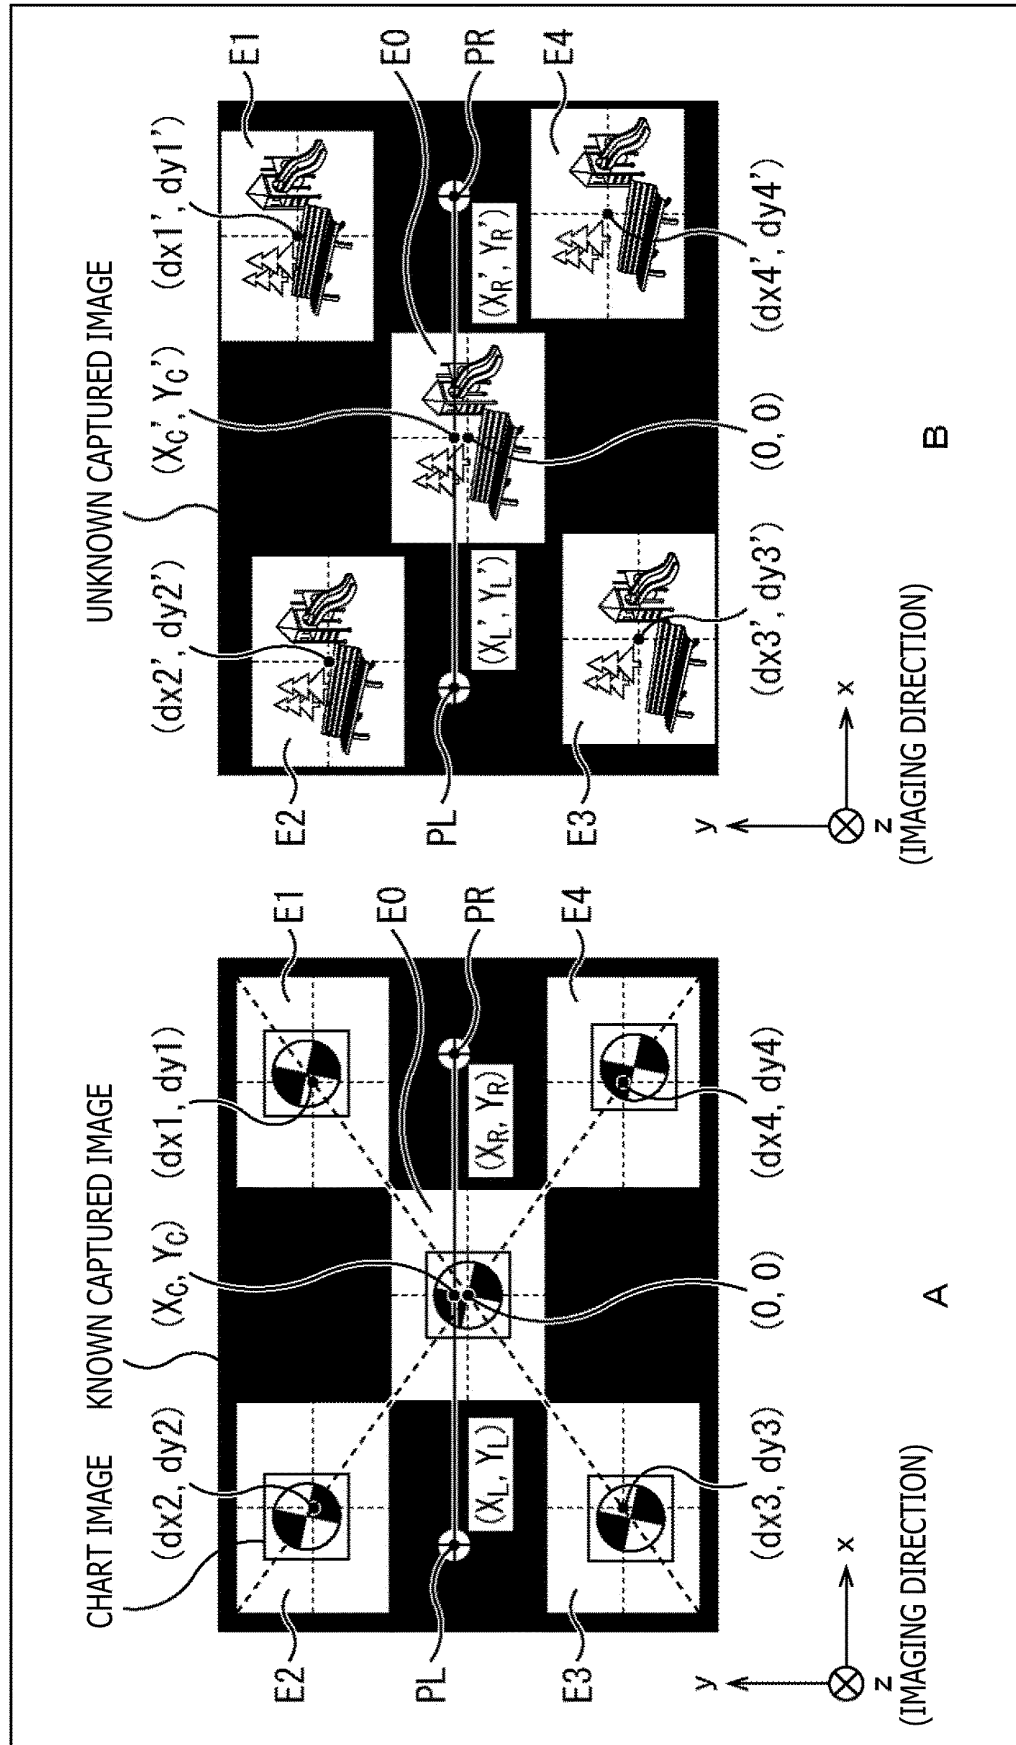 CHART IMAGE KNOWN CAPTURED IMAGE
(dx2, dy2) (XC, YC) (dx1, dy1)
E2 E1
E0
PL PR
(XL, YL) (XR, YR)
E3 E4
(dx3, dy3) (0, 0) (dx4, dy4)
y
x
z
(IMAGING DIRECTION)
A
UNKNOWN CAPTURED IMAGE
(dx2', dy2') (XC', YC') (dx1', dy1')
E2 E1
E0
PL PR
(XL', YL') (XR', YR')
E3 E4
(dx3', dy3') (0, 0) (dx4', dy4')
y
x
z
(IMAGING DIRECTION)
B